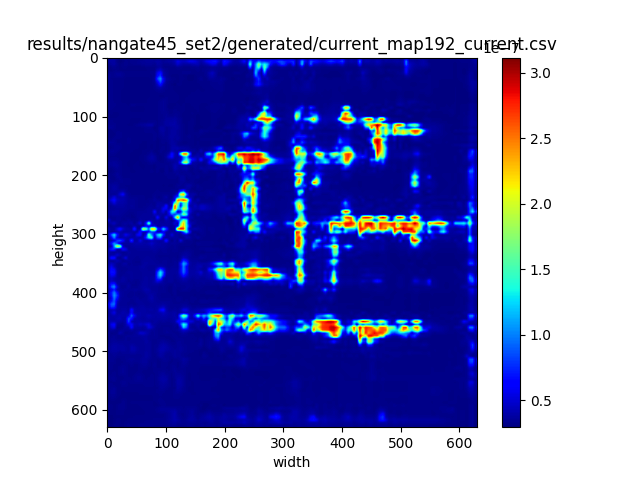 results/nangate45_set2/generated/current_map192_current.csv
1e−7
0
100
200
300
400
500
600
height
0 100 200 300 400 500 600
width
3.0
2.5
2.0
1.5
1.0
0.5